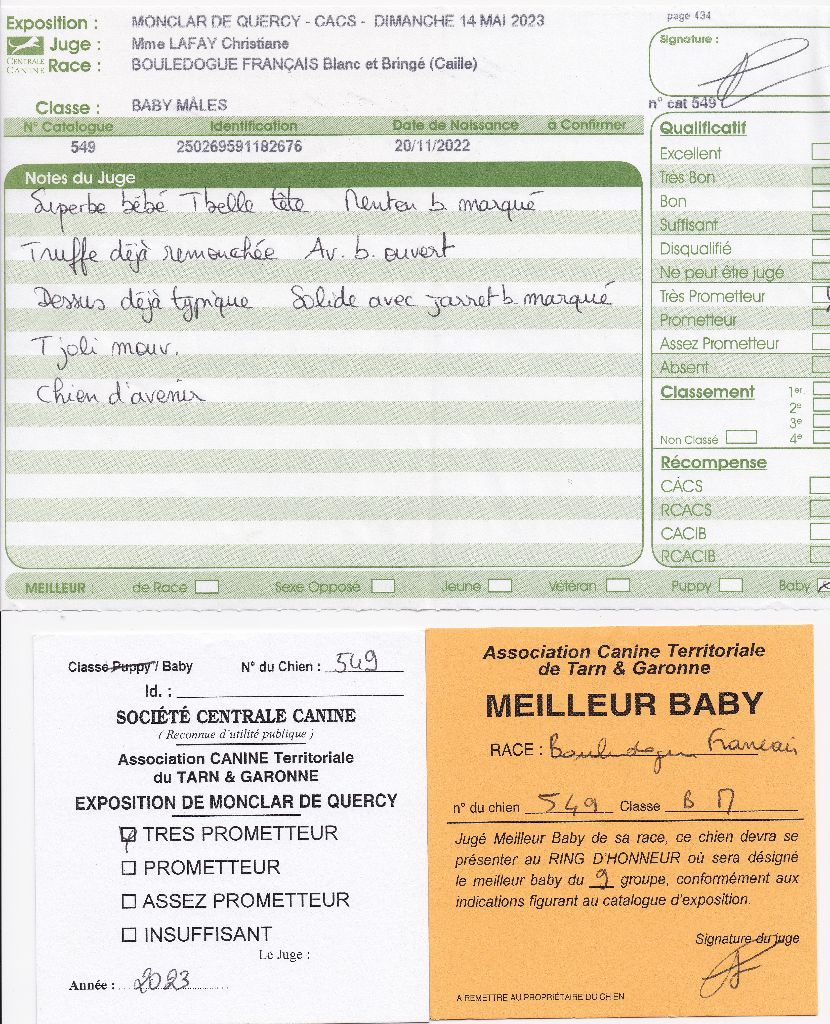 page 434
Exposition : MONCLAR DE QUERCY - CACS - DIMANCHE 14 MAI 2023
Signature :
Juge : Mme LAFAY Christiane
CENTRALE CANINE
Race : BOULEDOGUE FRANÇAIS Blanc et Bringé (Caille)
Classe : BABY MÂLES
n° cat 549
N° Catalogue Identification Date de Naissance à Confirmer
549 250269591182676 20/11/2022
Notes du Juge
Superbe bébé T belle tête Menton b. marqué
Truffe déjà remouchée Av. b. ouvert
Dessus déjà typique Solide avec jarret b. marqué
T joli mouv.
Chien d'avenir
Qualificatif
Excellent
Très Bon
Bon
Suffisant
Disqualifié
Ne peut être jugé
Très Prometteur
Prometteur
Assez Prometteur
Absent
Classement 1er
2e
3e
Non Classé 4e
Récompense
CACS
RCACS
CACIB
RCACIB
MEILLEUR : de Race Sexe Opposé Jeune Vétéran Puppy Baby
Classe Puppy / Baby N° du Chien : 549
Id. :
SOCIÉTÉ CENTRALE CANINE
( Reconnue d'utilité publique )
Association CANINE Territoriale
du TARN & GARONNE
EXPOSITION DE MONCLAR DE QUERCY
TRES PROMETTEUR
PROMETTEUR
ASSEZ PROMETTEUR
INSUFFISANT
Le Juge :
Année : 2023
Association Canine Territoriale
de Tarn & Garonne
MEILLEUR BABY
RACE : Bouledogue Francais
n° du chien 549 Classe B M
Jugé Meilleur Baby de sa race, ce chien devra se
présenter au RING D'HONNEUR où sera désigné
le meilleur baby du 9 groupe, conformément aux
indications figurant au catalogue d'exposition.
Signature du juge
A REMETTRE AU PROPRIÉTAIRE DU CHIEN